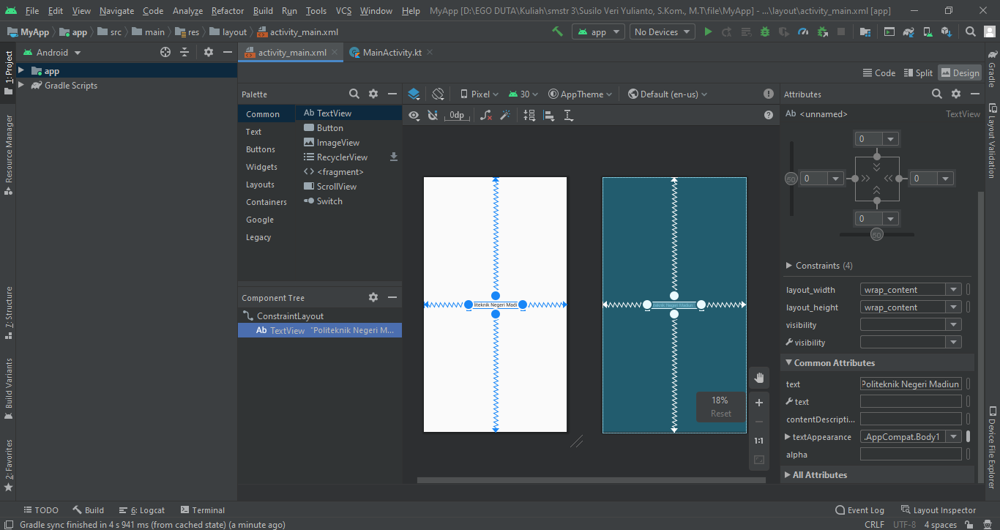 File Edit View Navigate Code Analyze Refactor Build Run Tools VCS Window Help MyApp [D:\EGO DUTA\Kuliah\smstr 3\Susilo Veri Yulianto, S.Kom., M.T\file\MyApp] - ...\layout\activity_main.xml [app]
MyApp app src main res layout activity_main.xml app No Devices
Android activity_main.xml MainActivity.kt
Code Split Design
1: Project
Resource Manager
7: Structure
Build Variants
2: Favorites
app
Gradle Scripts
Palette
Common
Text
Buttons
Widgets
Layouts
Containers
Google
Legacy
Ab TextView
Button
ImageView
RecyclerView
<fragment>
ScrollView
Switch
Component Tree
ConstraintLayout
Ab TextView "Politeknik Negeri M...
Pixel 30 AppTheme Default (en-us)
0dp
liteknik Negeri Madi
18%
Reset
1:1
Attributes
Ab <unnamed> TextView
0
50 0 0
0
50
Constraints (4)
layout_width wrap_content
layout_height wrap_content
visibility
visibility
Common Attributes
text Politeknik Negeri Madiun
text
contentDescripti...
textAppearance .AppCompat.Body1
alpha
All Attributes
Gradle
Layout Validation
Device File Explorer
TODO Build 6: Logcat Terminal Event Log Layout Inspector
Gradle sync finished in 4 s 941 ms (from cached state) (a minute ago) CRLF UTF-8 4 spaces